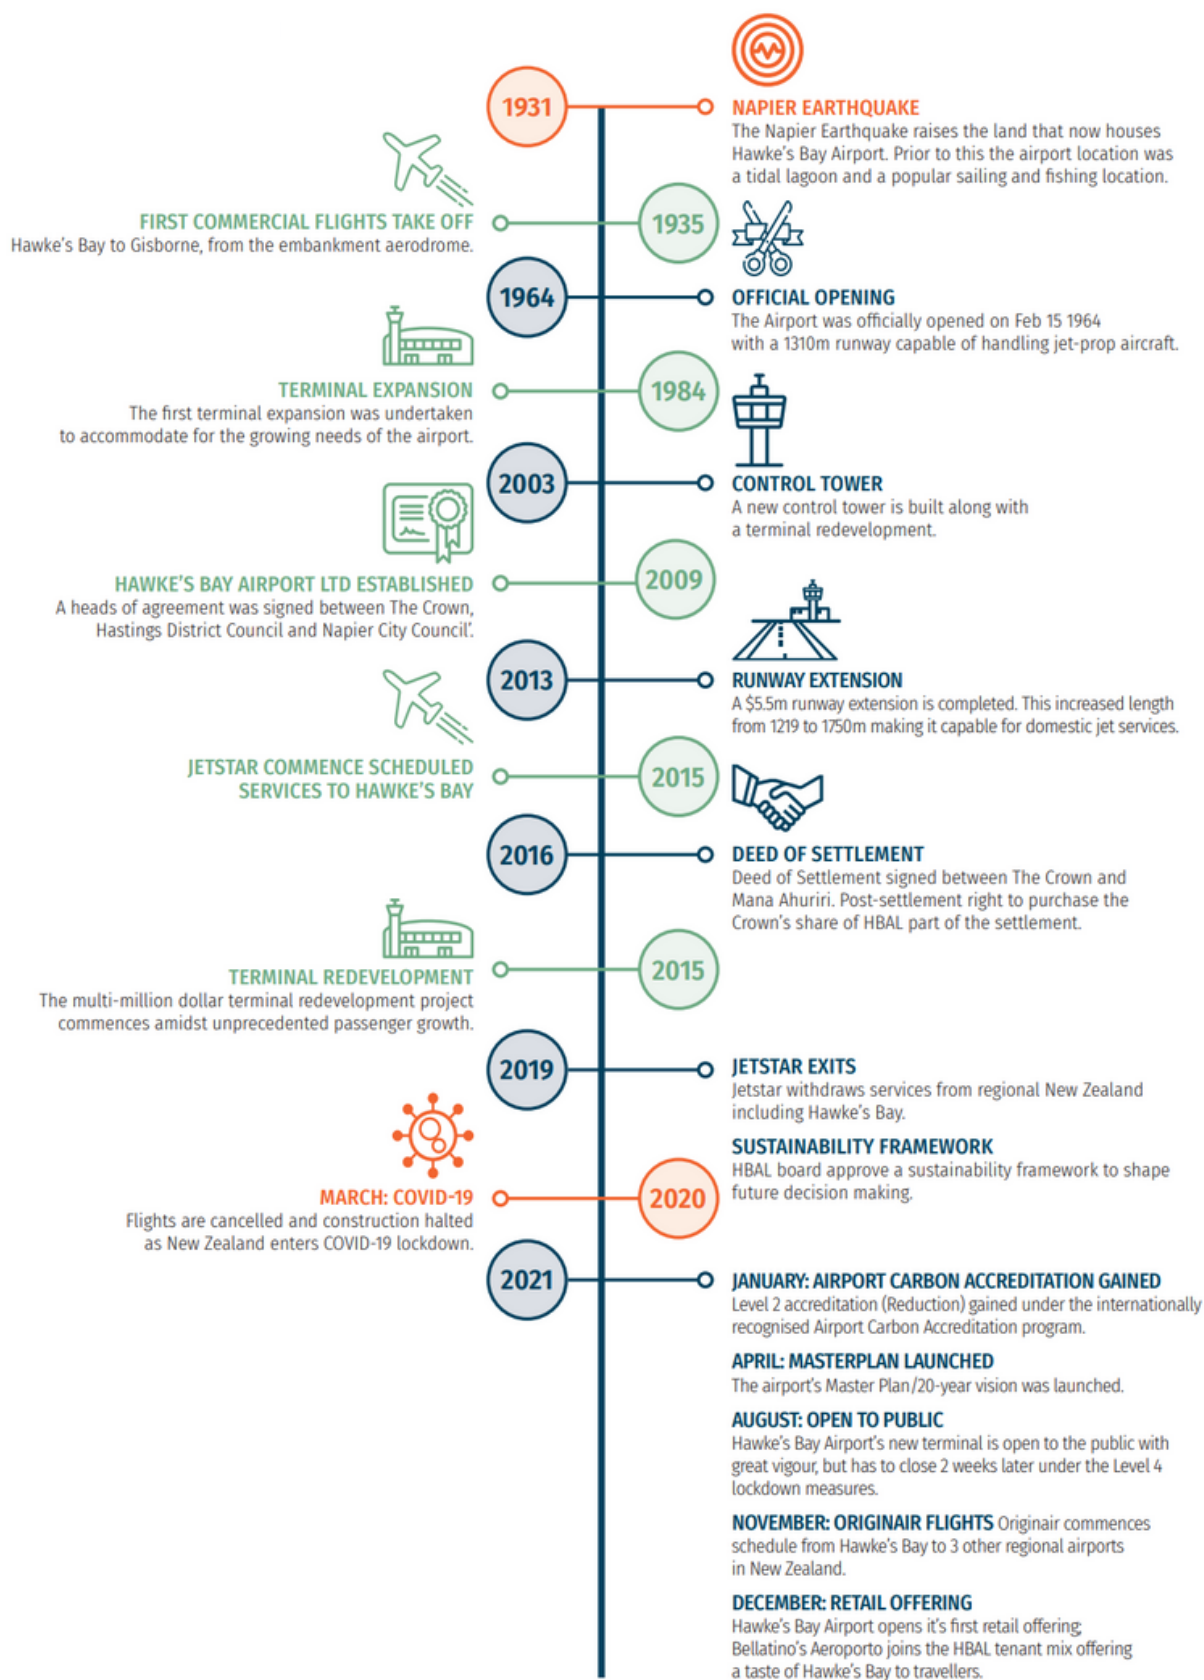 1931
NAPIER EARTHQUAKE
The Napier Earthquake raises the land that now houses
Hawke's Bay Airport. Prior to this the airport location was
a tidal lagoon and a popular sailing and fishing location.
1935
FIRST COMMERCIAL FLIGHTS TAKE OFF
Hawke's Bay to Gisborne, from the embankment aerodrome.
1964
OFFICIAL OPENING
The Airport was officially opened on Feb 15 1964
with a 1310m runway capable of handling jet-prop aircraft.
1984
TERMINAL EXPANSION
The first terminal expansion was undertaken
to accommodate for the growing needs of the airport.
2003
CONTROL TOWER
A new control tower is built along with
a terminal redevelopment.
2009
HAWKE'S BAY AIRPORT LTD ESTABLISHED
A heads of agreement was signed between The Crown,
Hastings District Council and Napier City Council'.
2013
RUNWAY EXTENSION
A $5.5m runway extension is completed. This increased length
from 1219 to 1750m making it capable for domestic jet services.
2015
JETSTAR COMMENCE SCHEDULED
SERVICES TO HAWKE'S BAY
2016
DEED OF SETTLEMENT
Deed of Settlement signed between The Crown and
Mana Ahuriri. Post-settlement right to purchase the
Crown's share of HBAL part of the settlement.
2015
TERMINAL REDEVELOPMENT
The multi-million dollar terminal redevelopment project
commences amidst unprecedented passenger growth.
2019
JETSTAR EXITS
Jetstar withdraws services from regional New Zealand
including Hawke's Bay.
SUSTAINABILITY FRAMEWORK
HBAL board approve a sustainability framework to shape
future decision making.
2020
MARCH: COVID-19
Flights are cancelled and construction halted
as New Zealand enters COVID-19 lockdown.
2021
JANUARY: AIRPORT CARBON ACCREDITATION GAINED
Level 2 accreditation (Reduction) gained under the internationally
recognised Airport Carbon Accreditation program.
APRIL: MASTERPLAN LAUNCHED
The airport's Master Plan/20-year vision was launched.
AUGUST: OPEN TO PUBLIC
Hawke's Bay Airport's new terminal is open to the public with
great vigour, but has to close 2 weeks later under the Level 4
lockdown measures.
NOVEMBER: ORIGINAIR FLIGHTS Originair commences
schedule from Hawke's Bay to 3 other regional airports
in New Zealand.
DECEMBER: RETAIL OFFERING
Hawke's Bay Airport opens it's first retail offering;
Bellatino's Aeroporto joins the HBAL tenant mix offering
a taste of Hawke's Bay to travellers.